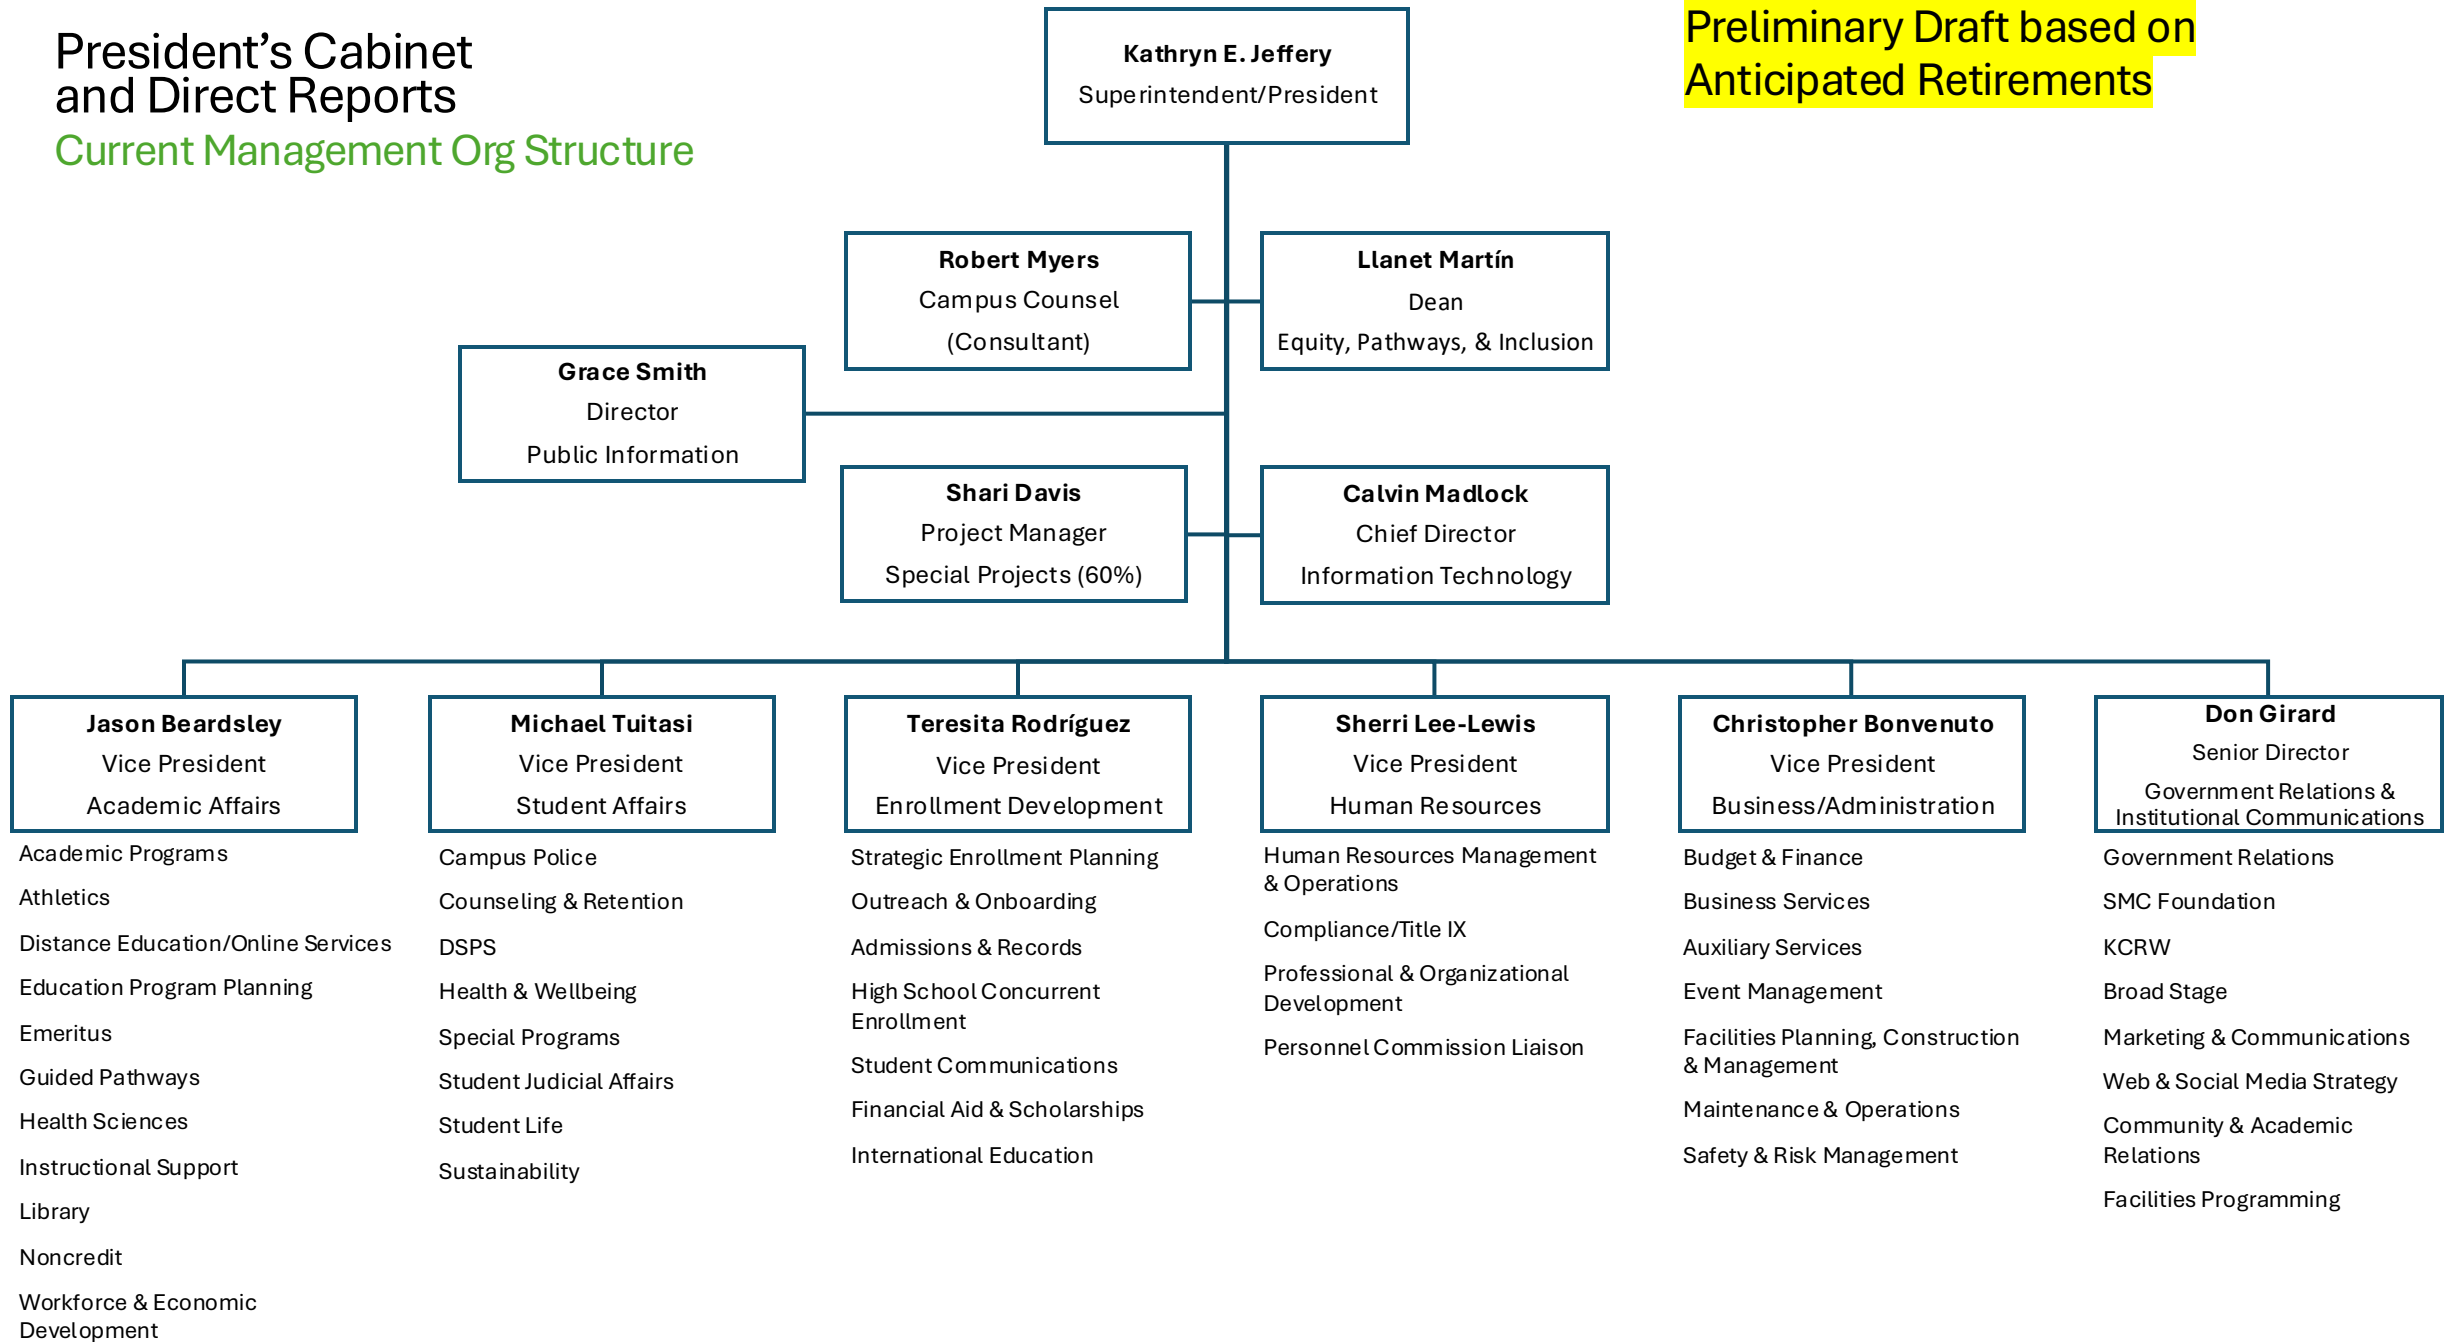 President's Cabinet
and Direct Reports
Current Management Org Structure
Preliminary Draft based on
Anticipated Retirements
Kathryn E. Jeffery
Superintendent/President
Robert Myers
Campus Counsel
(Consultant)
Llanet Martín
Dean
Equity, Pathways, & Inclusion
Grace Smith
Director
Public Information
Shari Davis
Project Manager
Special Projects (60%)
Calvin Madlock
Chief Director
Information Technology
Jason Beardsley
Vice President
Academic Affairs
Academic Programs
Athletics
Distance Education/Online Services
Education Program Planning
Emeritus
Guided Pathways
Health Sciences
Instructional Support
Library
Noncredit
Workforce & Economic
Development
Michael Tuitasi
Vice President
Student Affairs
Campus Police
Counseling & Retention
DSPS
Health & Wellbeing
Special Programs
Student Judicial Affairs
Student Life
Sustainability
Teresita Rodríguez
Vice President
Enrollment Development
Strategic Enrollment Planning
Outreach & Onboarding
Admissions & Records
High School Concurrent
Enrollment
Student Communications
Financial Aid & Scholarships
International Education
Sherri Lee-Lewis
Vice President
Human Resources
Human Resources Management
& Operations
Compliance/Title IX
Professional & Organizational
Development
Personnel Commission Liaison
Christopher Bonvenuto
Vice President
Business/Administration
Budget & Finance
Business Services
Auxiliary Services
Event Management
Facilities Planning, Construction
& Management
Maintenance & Operations
Safety & Risk Management
Don Girard
Senior Director
Government Relations &
Institutional Communications
Government Relations
SMC Foundation
KCRW
Broad Stage
Marketing & Communications
Web & Social Media Strategy
Community & Academic
Relations
Facilities Programming